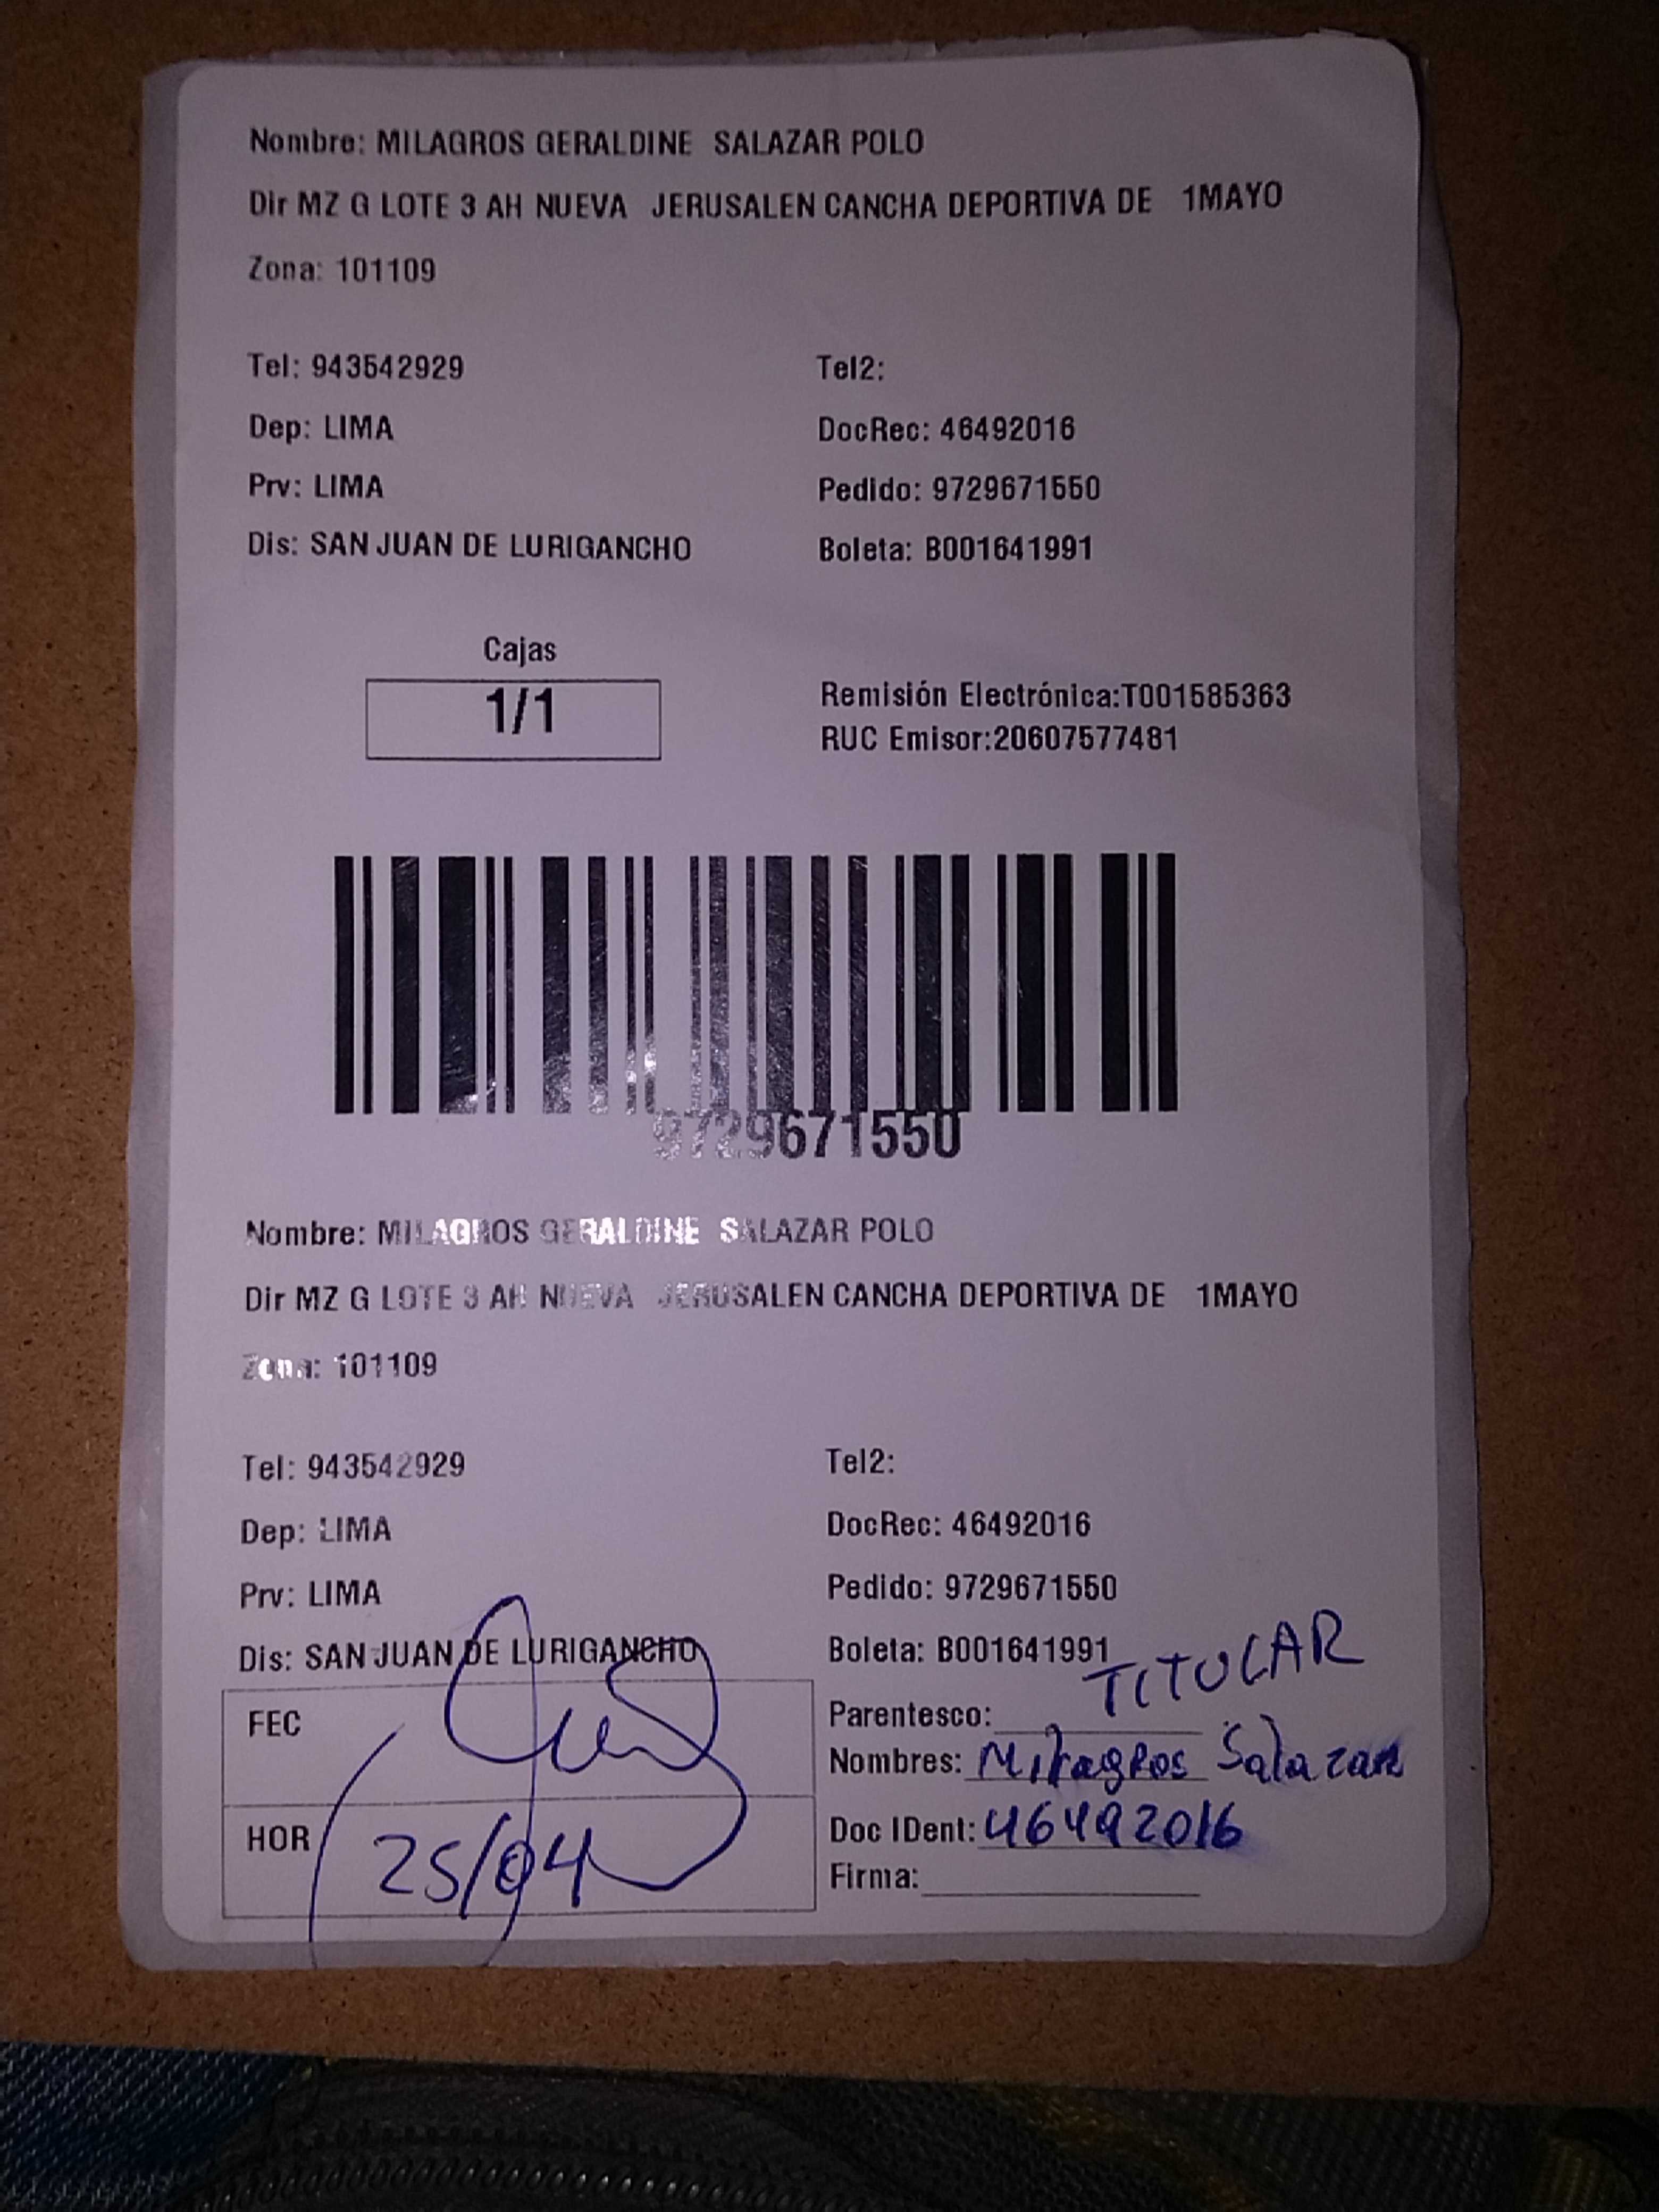 Nombre: MILAGROS GERALDINE SALAZAR POLO
Dir MZ G LOTE 3 AH NUEVA JERUSALEN CANCHA DEPORTIVA DE 1MAYO
Zona: 101109
Tel: 943542929 Tel2:
Dep: LIMA DocRec: 46492016
Prv: LIMA Pedido: 9729671550
Dis: SAN JUAN DE LURIGANCHO Boleta: B001641991
Cajas
1/1
Remisión Electrónica:T001585363
RUC Emisor:20607577481
9729671550
Nombre: MILAGROS GERALDINE SALAZAR POLO
Dir MZ G LOTE 3 AH NUEVA JERUSALEN CANCHA DEPORTIVA DE 1MAYO
Zona: 101109
Tel: 943542929 Tel2:
Dep: LIMA DocRec: 46492016
Prv: LIMA Pedido: 9729671550
Dis: SAN JUAN DE LURIGANCHO Boleta: B001641991
FEC Parentesco: TITULAR
Nombres: Milagros Salazar
HOR 25/04 Doc IDent: 46492016
Firma: